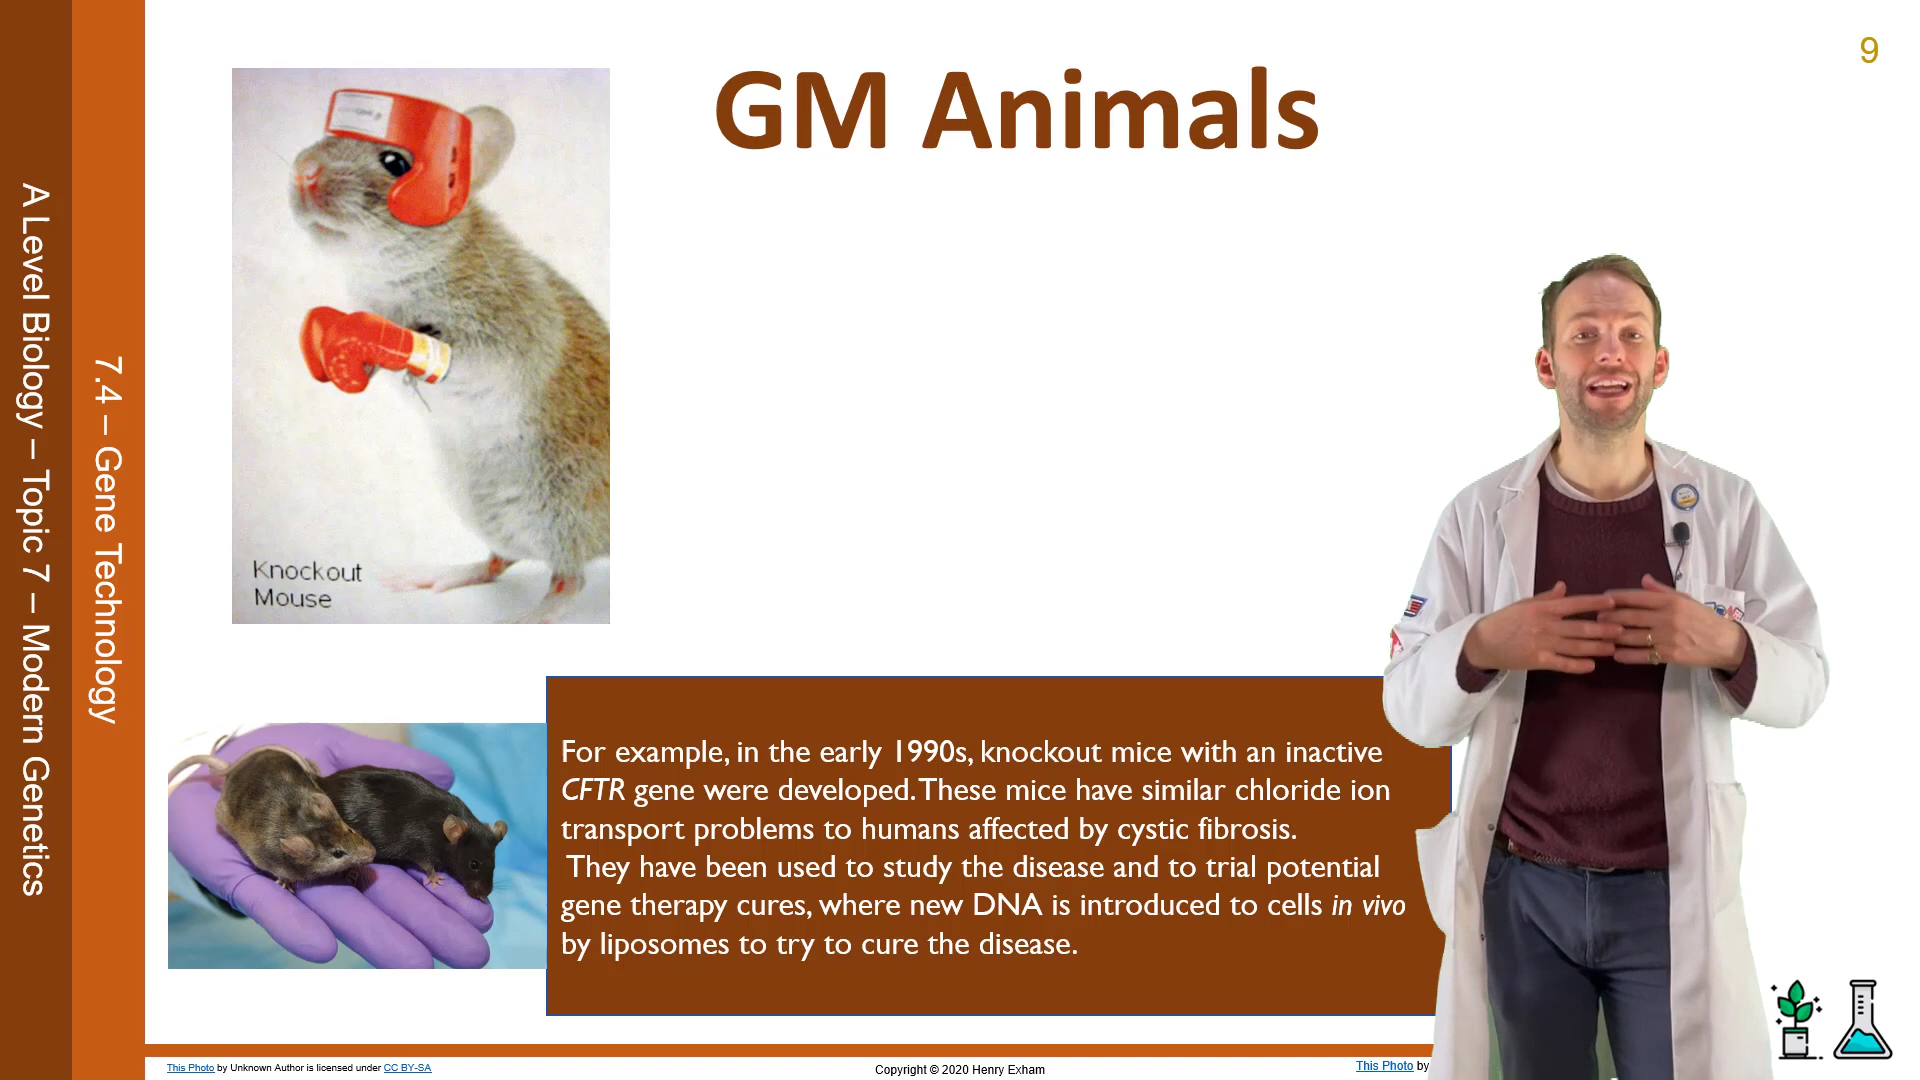 A Level Biology – Topic 7 – Modern Genetics
7.4 – Gene Technology
GM Animals
9
Knockout
Mouse
For example, in the early 1990s, knockout mice with an inactive
CFTR gene were developed. These mice have similar chloride ion
transport problems to humans affected by cystic fibrosis.
They have been used to study the disease and to trial potential
gene therapy cures, where new DNA is introduced to cells in vivo
by liposomes to try to cure the disease.
This Photo by Unknown Author is licensed under CC BY-SA
Copyright © 2020 Henry Exham
This Photo by